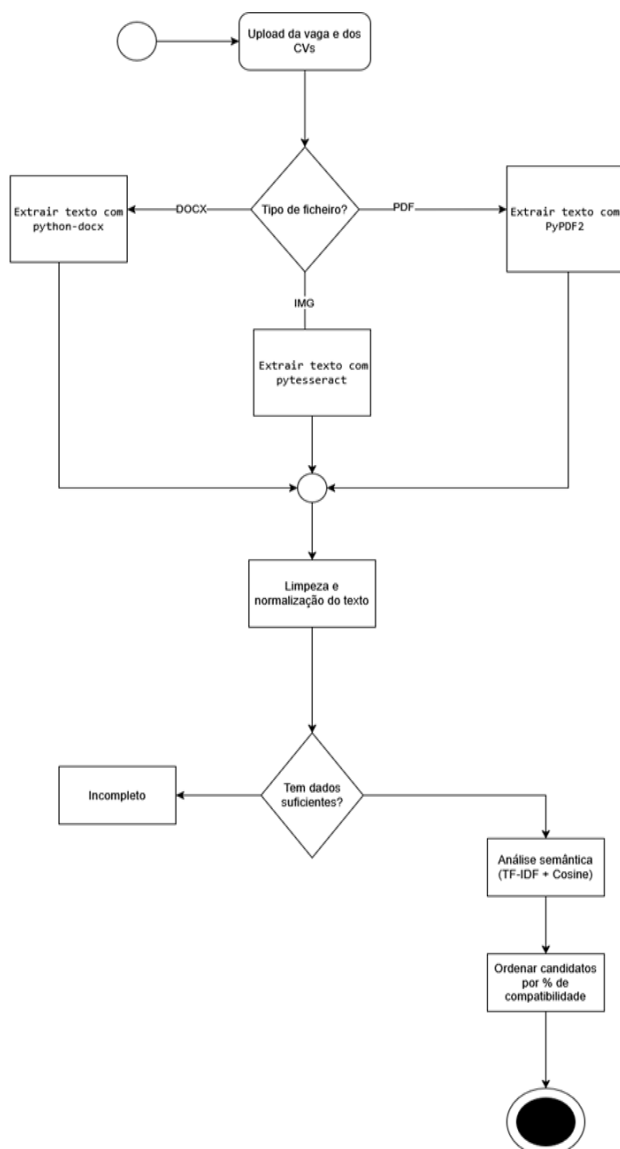 Upload da vaga e dos
CVs
Tipo de ficheiro?
DOCX
PDF
IMG
Extrair texto com
python-docx
Extrair texto com
PyPDF2
Extrair texto com
pytesseract
Limpeza e
normalização do texto
Tem dados
suficientes?
Incompleto
Análise semântica
(TF-IDF + Cosine)
Ordenar candidatos
por % de
compatibilidade